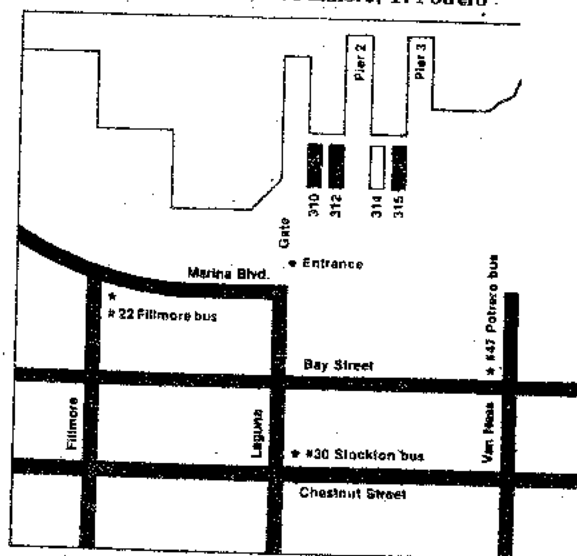 Pier 2
Pier 3
310
312
314
315
Gate
* Entrance
Marina Blvd.
*
# 22 Fillmore bus
* #47 Potrero bus
Bay Street
Fillmore
Laguna
Van Ness
* #30 Stockton bus
Chestnut Street